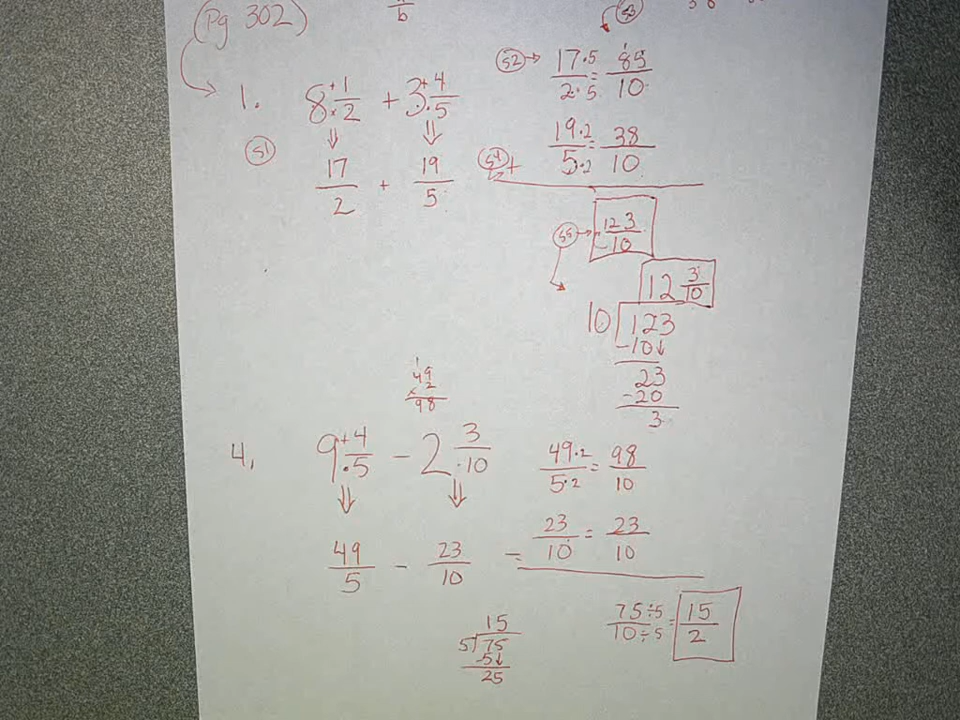 Pg 302
1. 8 1/2 + 3 4/5
S1
17/2 + 19/5
S3
S2 → 17·5/2·5 = 85/10
19·2/5·2 = 38/10
S4 +
S5 → 123/10
12 3/10
10 123
-10↓
23
-20
3
49
×2
98
4. 9 +4/·5 - 2 3/·10
49·2/5·2 = 98/10
49/5 - 23/10
- 23/10 = 23/10
75÷5/10÷5 = 15/2
15
5 75
-5↓
25